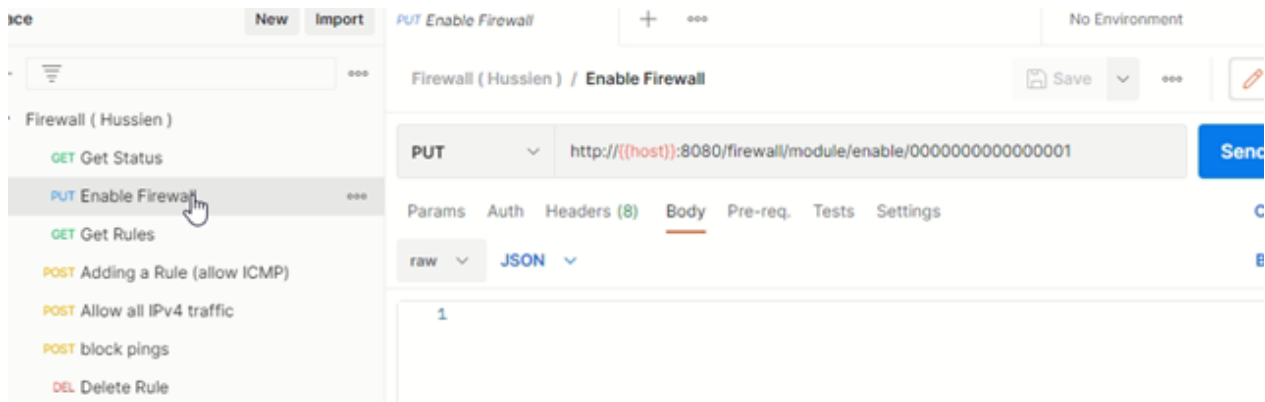 ace New Import PUT Enable Firewall No Environment
Firewall ( Hussien ) / Enable Firewall Save
Firewall ( Hussien )
GET Get Status
PUT Enable Firewall
GET Get Rules
POST Adding a Rule (allow ICMP)
POST Allow all IPv4 traffic
POST block pings
DEL Delete Rule
PUT http://{{host}}:8080/firewall/module/enable/0000000000000001 Send
Params Auth Headers (8) Body Pre-req. Tests Settings C
raw JSON B
1